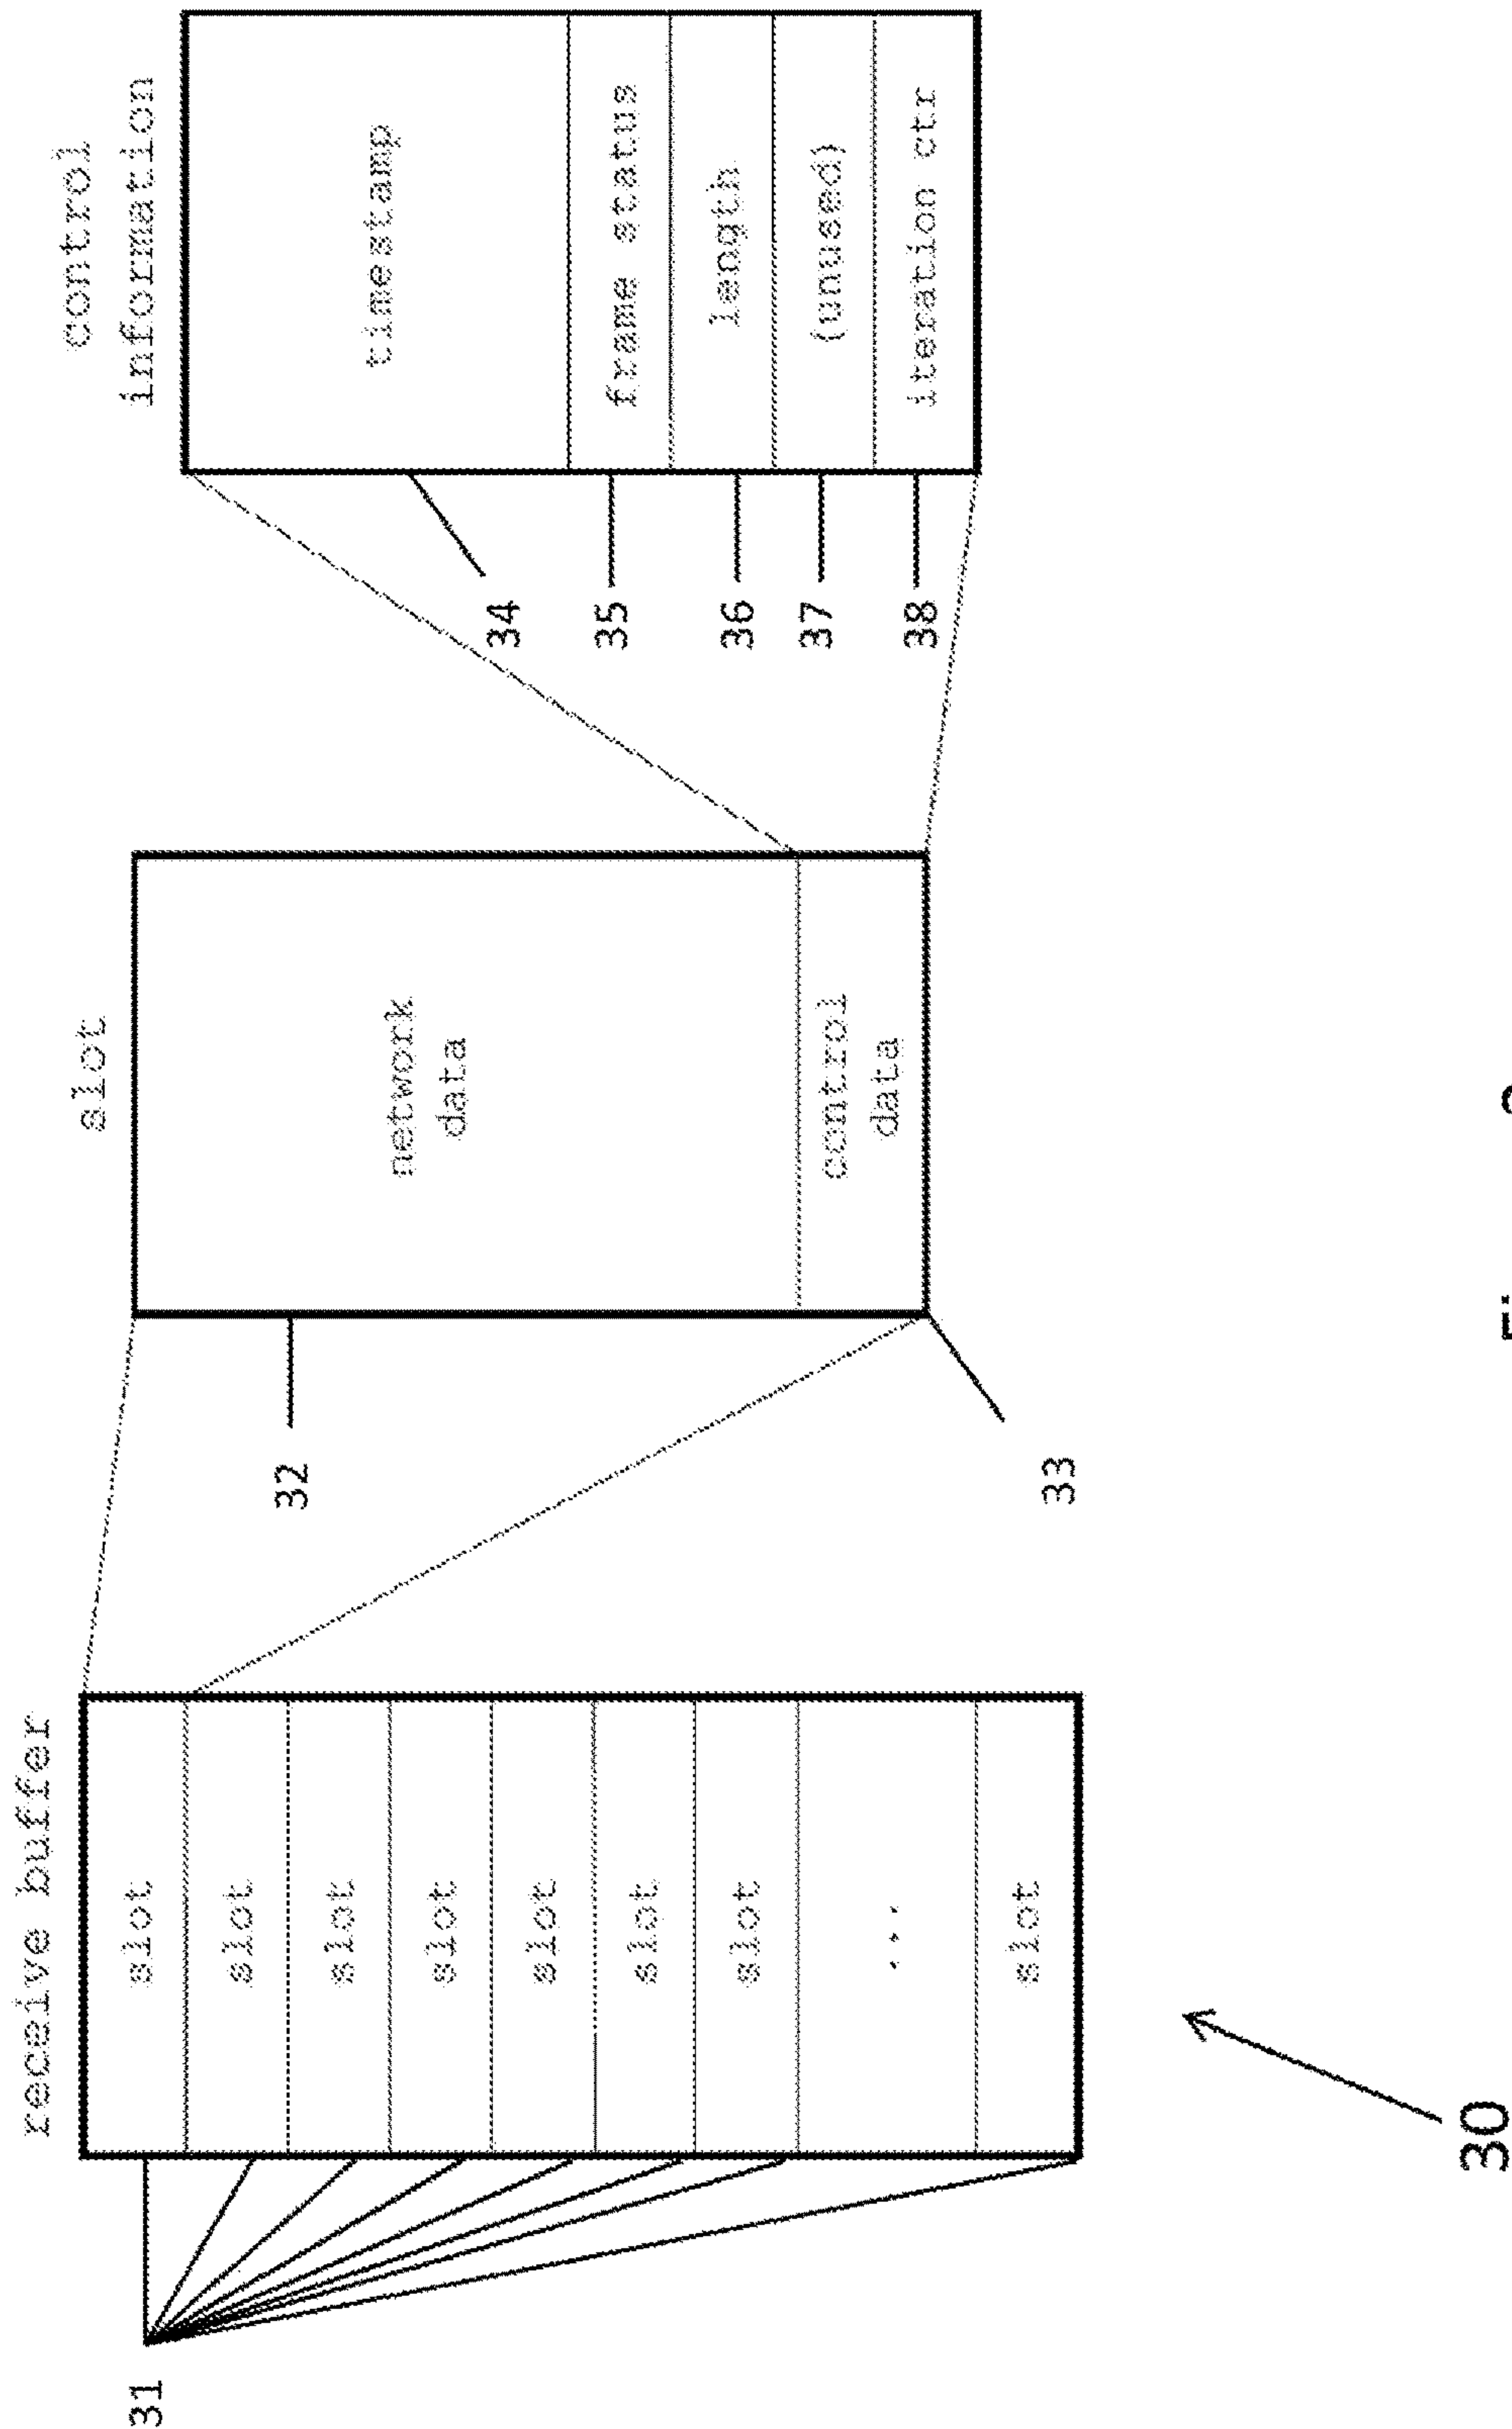 receive buffer
slot
slot
slot
slot
slot
slot
slot
...
slot
31
30
slot
network
data
control
data
32
33
control
information
timestamp
frame status
length
(unused)
iteration ctr
34
35
36
37
38